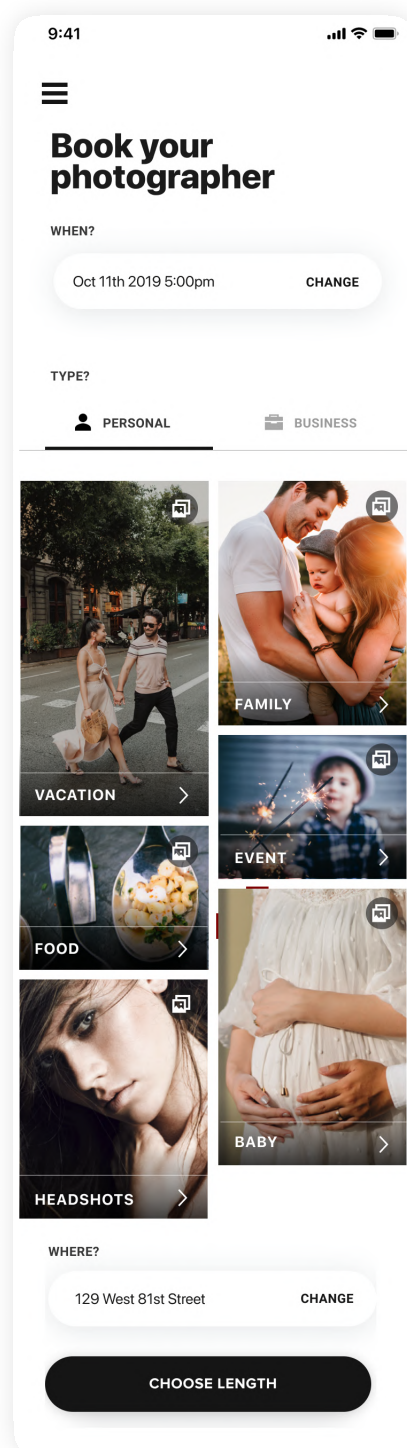 9:41
Book your
photographer
WHEN?
Oct 11th 2019 5:00pm CHANGE
TYPE?
PERSONAL BUSINESS
FAMILY
VACATION
EVENT
FOOD
BABY
HEADSHOTS
WHERE?
129 West 81st Street CHANGE
CHOOSE LENGTH